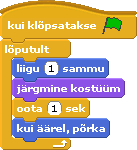 kui klõpsatakse
lõputult
liigu 1 sammu
järgmine kostüüm
oota 1 sek
kui äärel, põrka